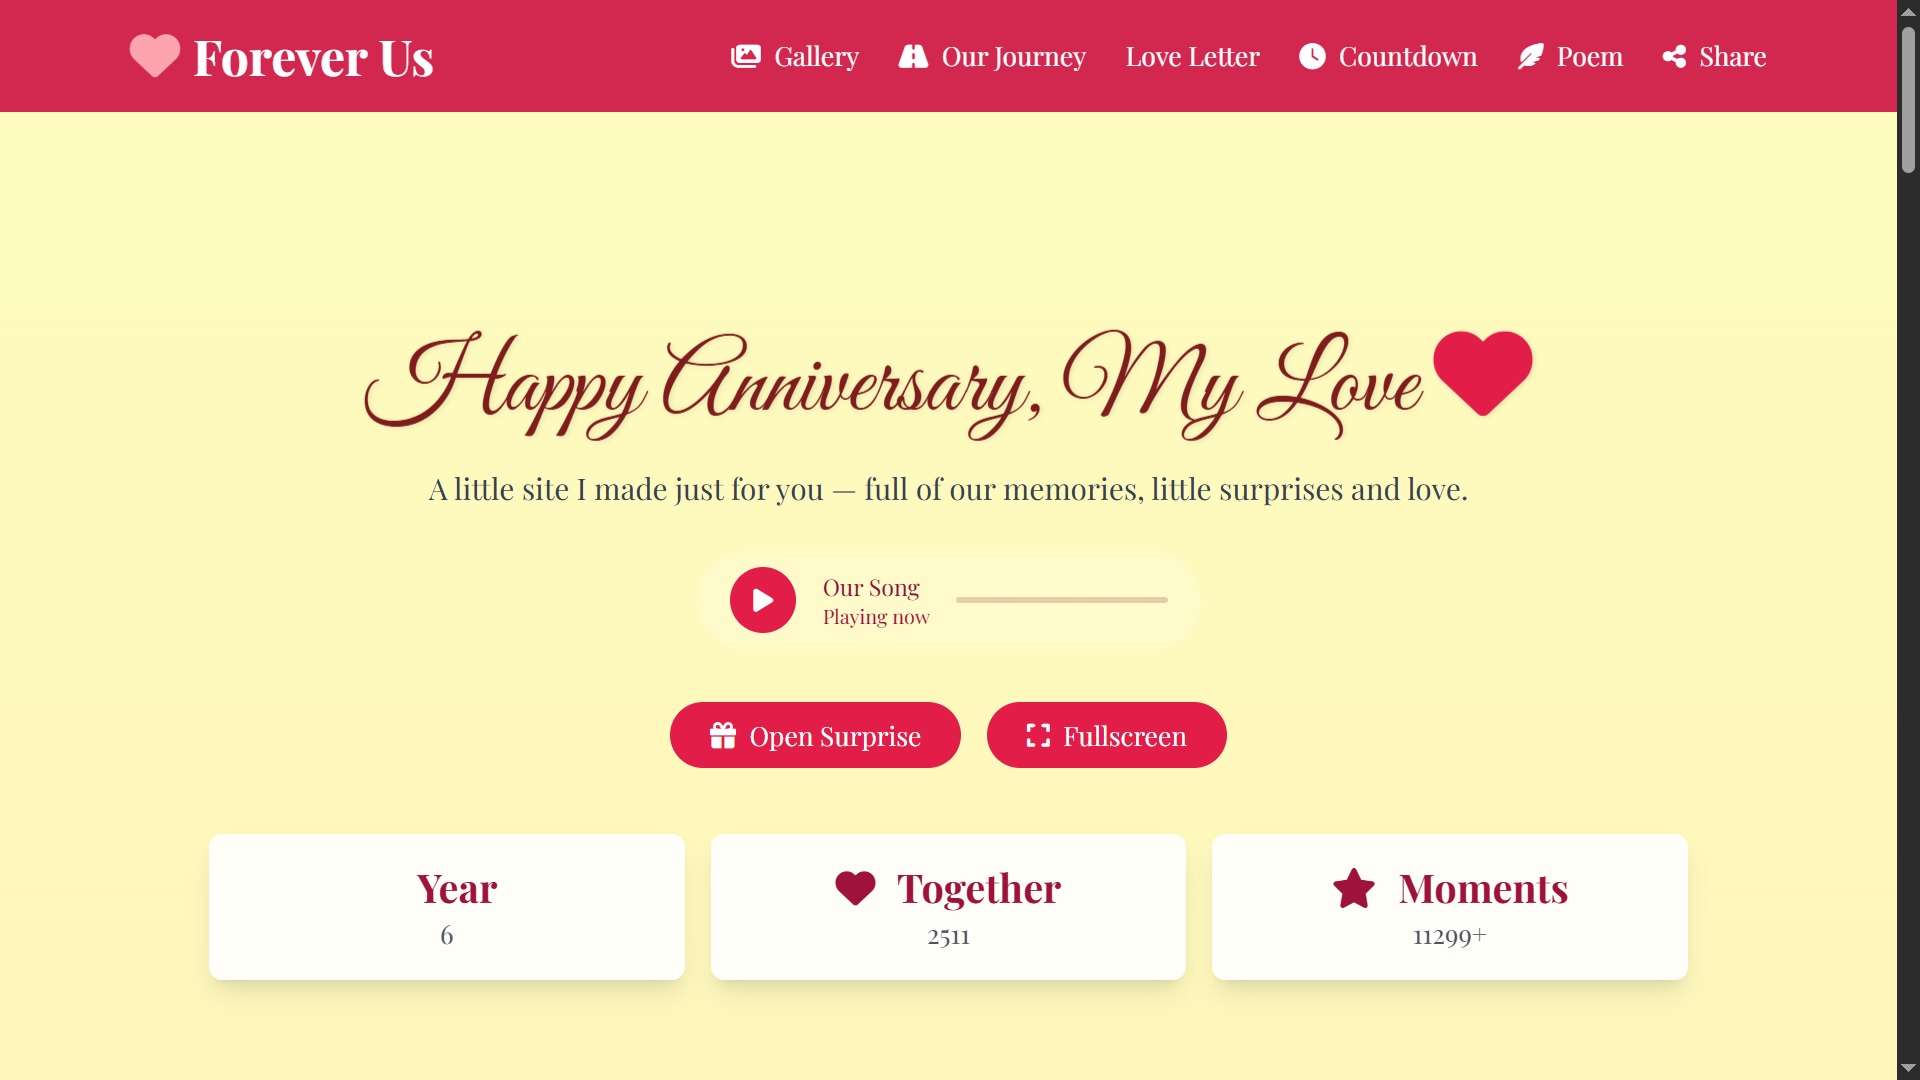 Forever Us
Gallery
Our Journey
Love Letter
Countdown
Poem
Share
Happy Anniversary, My Love
A little site I made just for you — full of our memories, little surprises and love.
Our Song
Playing now
Open Surprise
Fullscreen
Year
6
Together
2511
Moments
11299+